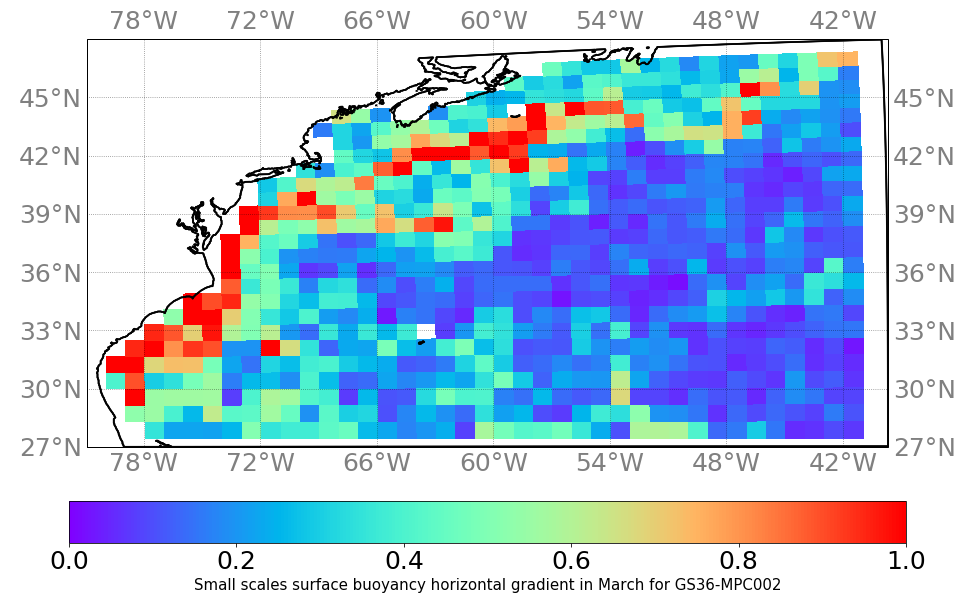 78°W 72°W 66°W 60°W 54°W 48°W 42°W
45°N 45°N
42°N 42°N
39°N 39°N
36°N 36°N
33°N 33°N
30°N 30°N
27°N 27°N
78°W 72°W 66°W 60°W 54°W 48°W 42°W
0.0 0.2 0.4 0.6 0.8 1.0
Small scales surface buoyancy horizontal gradient in March for GS36-MPC002